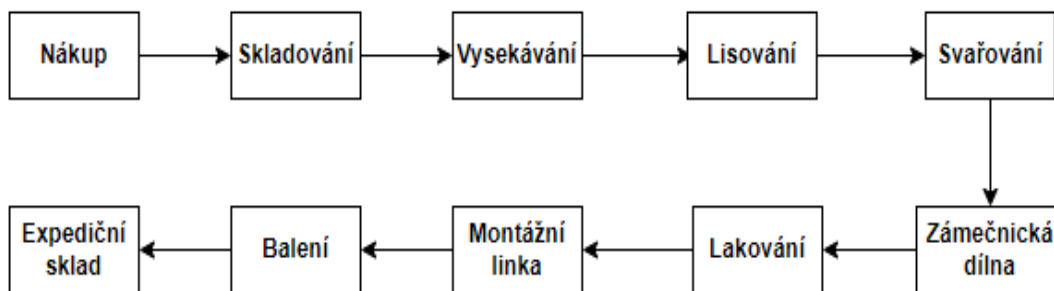 Nákup
Skladování
Vysekávání
Lisování
Svařování
Expediční
sklad
Balení
Montážní
linka
Lakování
Zámečnická
dílna